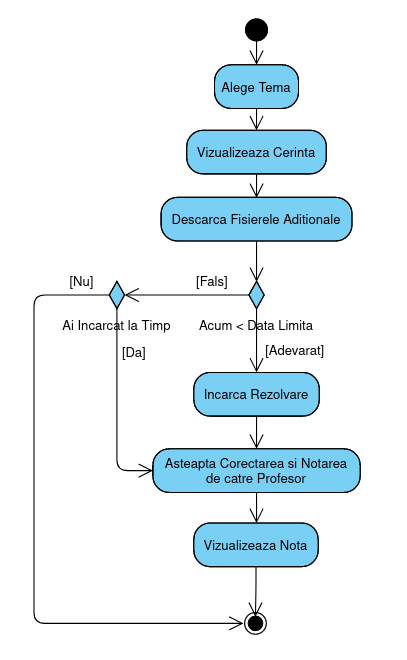 Alege Tema
Vizualizeaza Cerinta
Descarca Fisierele Aditionale
[Nu]
[Fals]
Ai Incarcat la Timp
Acum < Data Limita
[Da]
[Adevarat]
Incarca Rezolvare
Asteapta Corectarea si Notarea
de catre Profesor
Vizualizeaza Nota